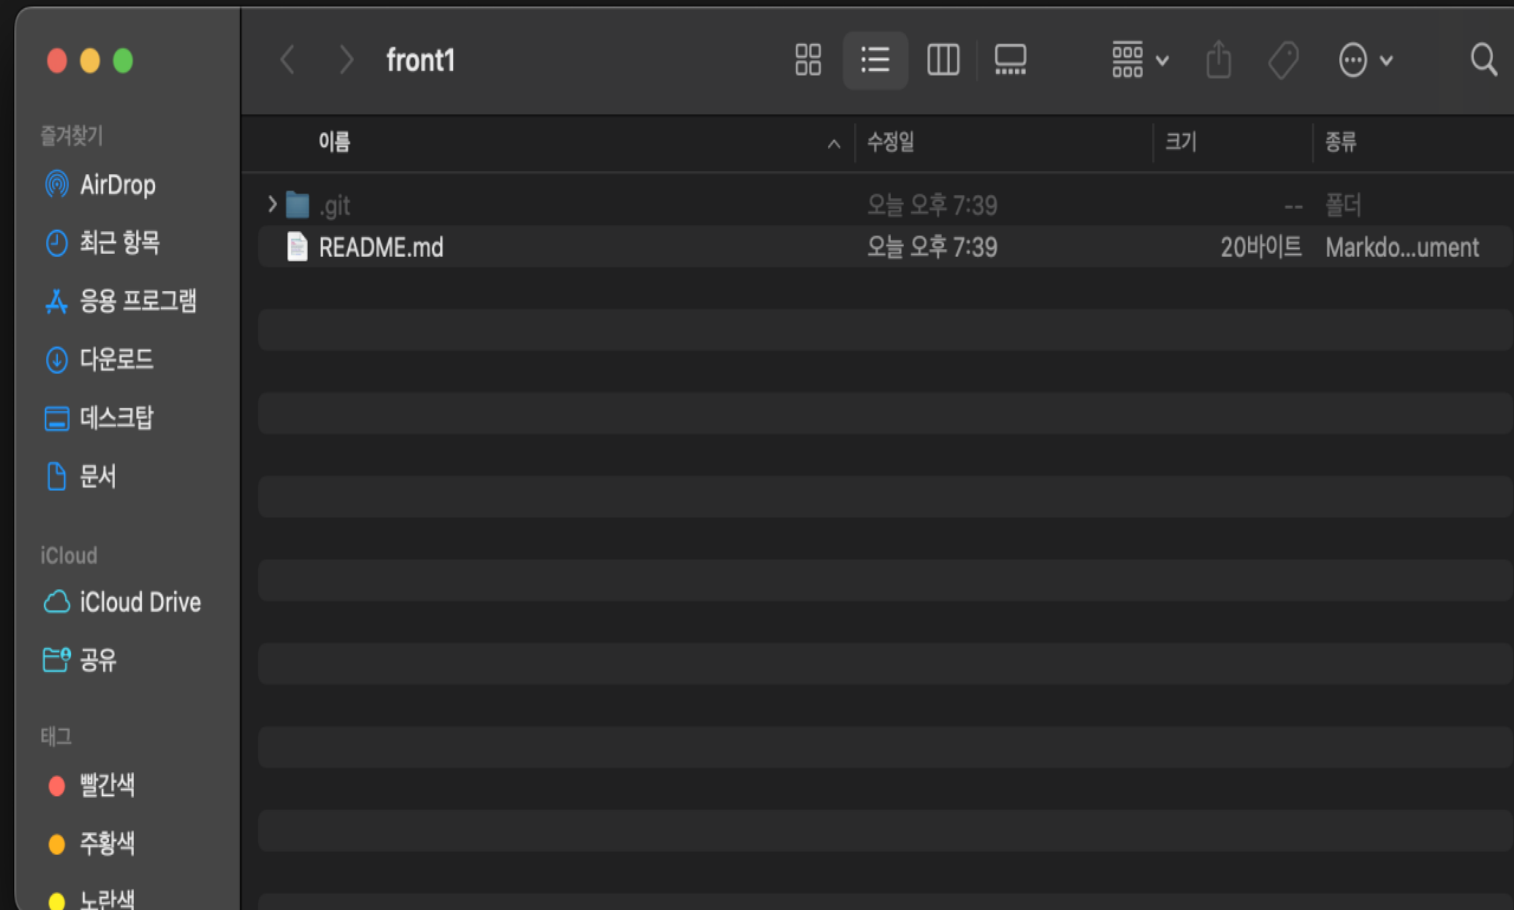 front1
즐겨찾기
AirDrop
최근 항목
응용 프로그램
다운로드
데스크탑
문서
iCloud
iCloud Drive
공유
태그
빨간색
주황색
노란색
이름 수정일 크기 종류
.git 오늘 오후 7:39 -- 폴더
README.md 오늘 오후 7:39 20바이트 Markdo...ument